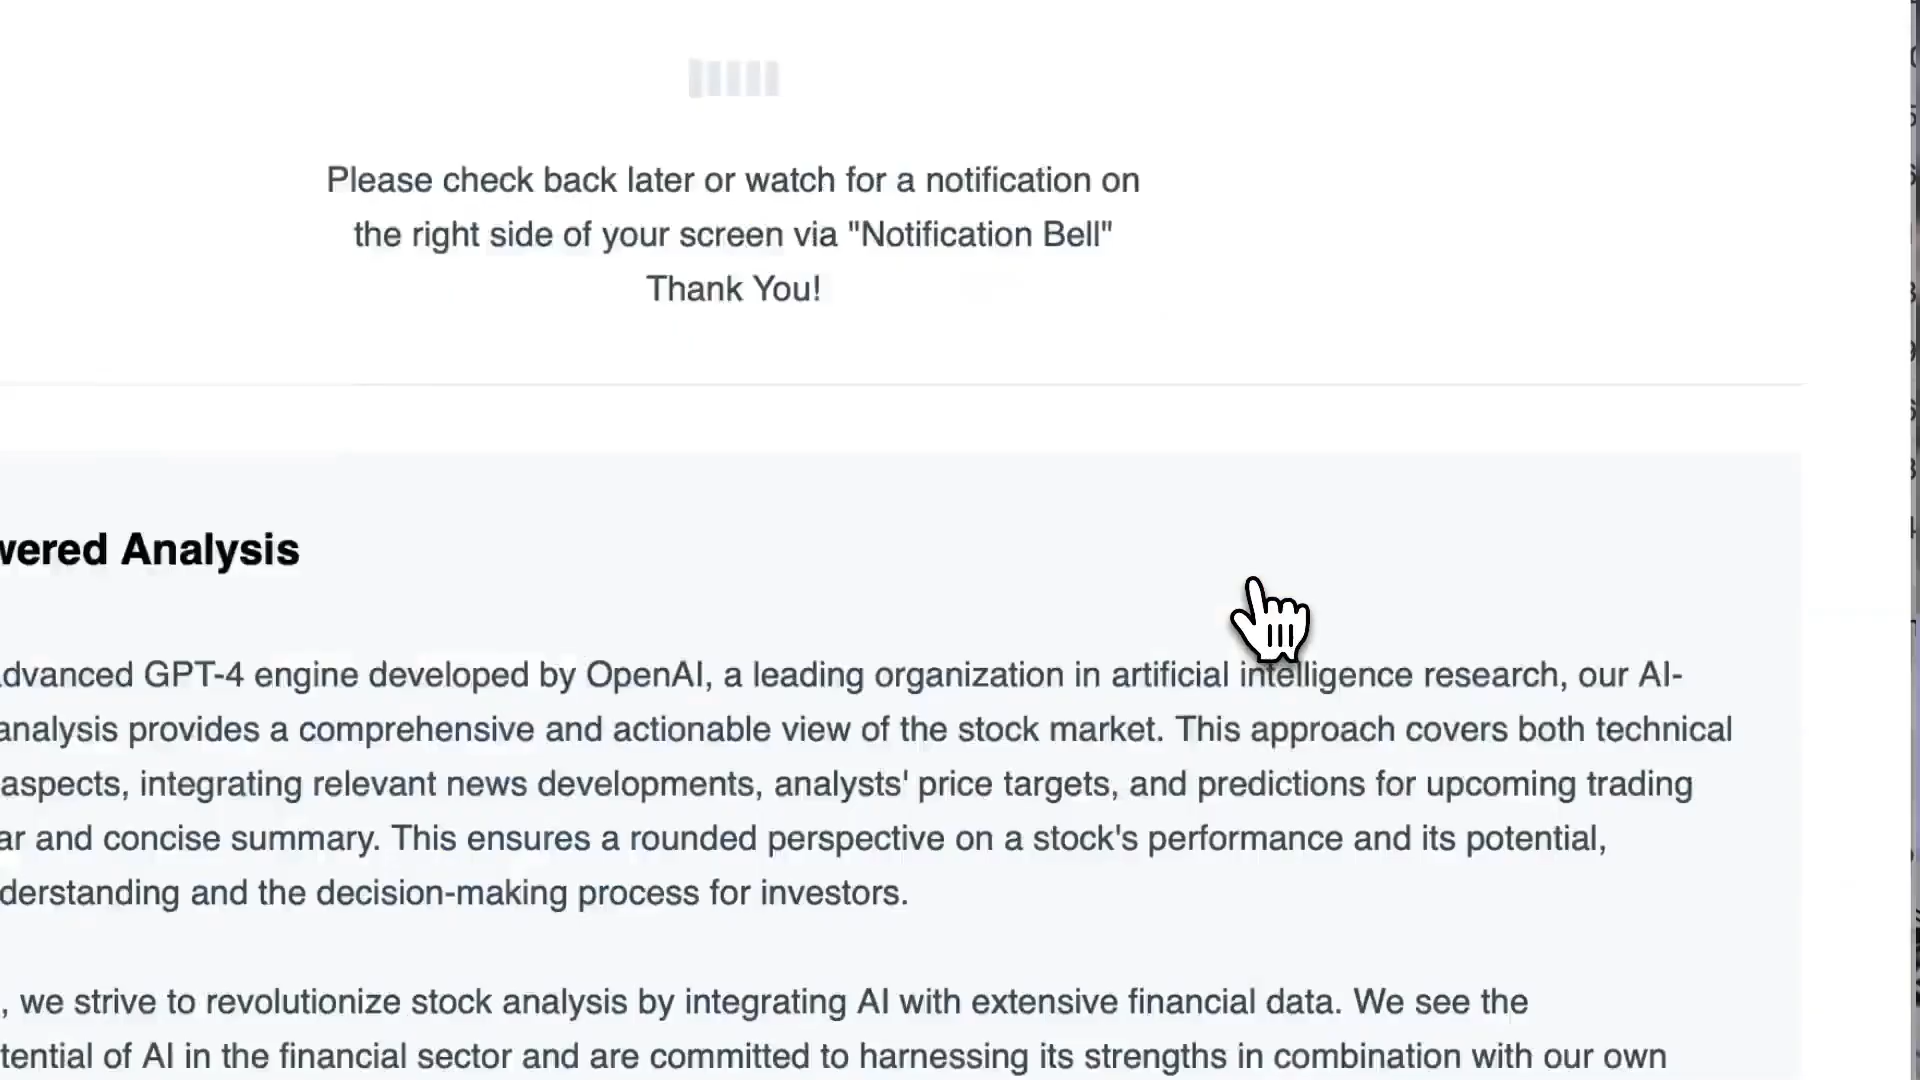 Please check back later or watch for a notification on
the right side of your screen via "Notification Bell"
Thank You!
wered Analysis
dvanced GPT-4 engine developed by OpenAI, a leading organization in artificial intelligence research, our AI-
analysis provides a comprehensive and actionable view of the stock market. This approach covers both technical
aspects, integrating relevant news developments, analysts' price targets, and predictions for upcoming trading
ar and concise summary. This ensures a rounded perspective on a stock's performance and its potential,
derstanding and the decision-making process for investors.
, we strive to revolutionize stock analysis by integrating AI with extensive financial data. We see the
tential of AI in the financial sector and are committed to harnessing its strengths in combination with our own